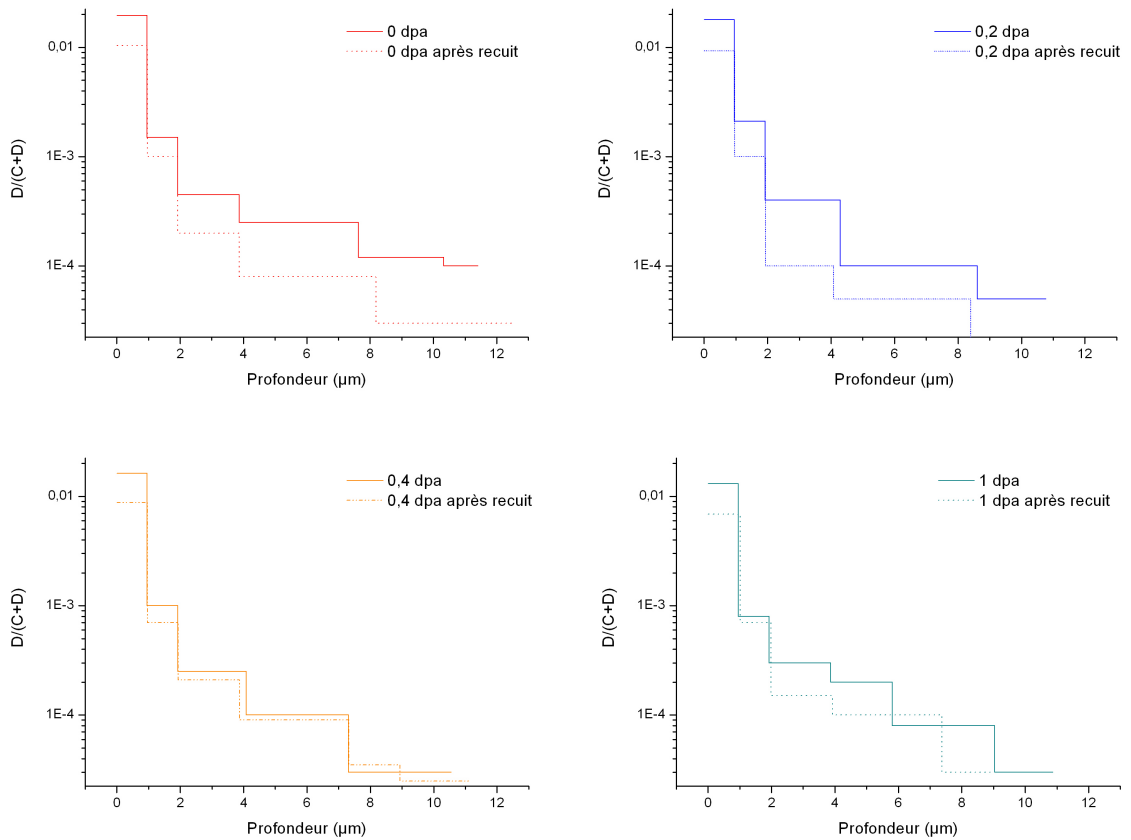 0 dpa
0 dpa après recuit
0,01
1E-3
1E-4
D/(C+D)
0 2 4 6 8 10 12
Profondeur (µm)
0,2 dpa
0,2 dpa après recuit
0,01
1E-3
1E-4
D/(C+D)
0 2 4 6 8 10 12
Profondeur (µm)
0,4 dpa
0,4 dpa après recuit
0,01
1E-3
1E-4
D/(C+D)
0 2 4 6 8 10 12
Profondeur (µm)
1 dpa
1 dpa après recuit
0,01
1E-3
1E-4
D/(C+D)
0 2 4 6 8 10 12
Profondeur (µm)